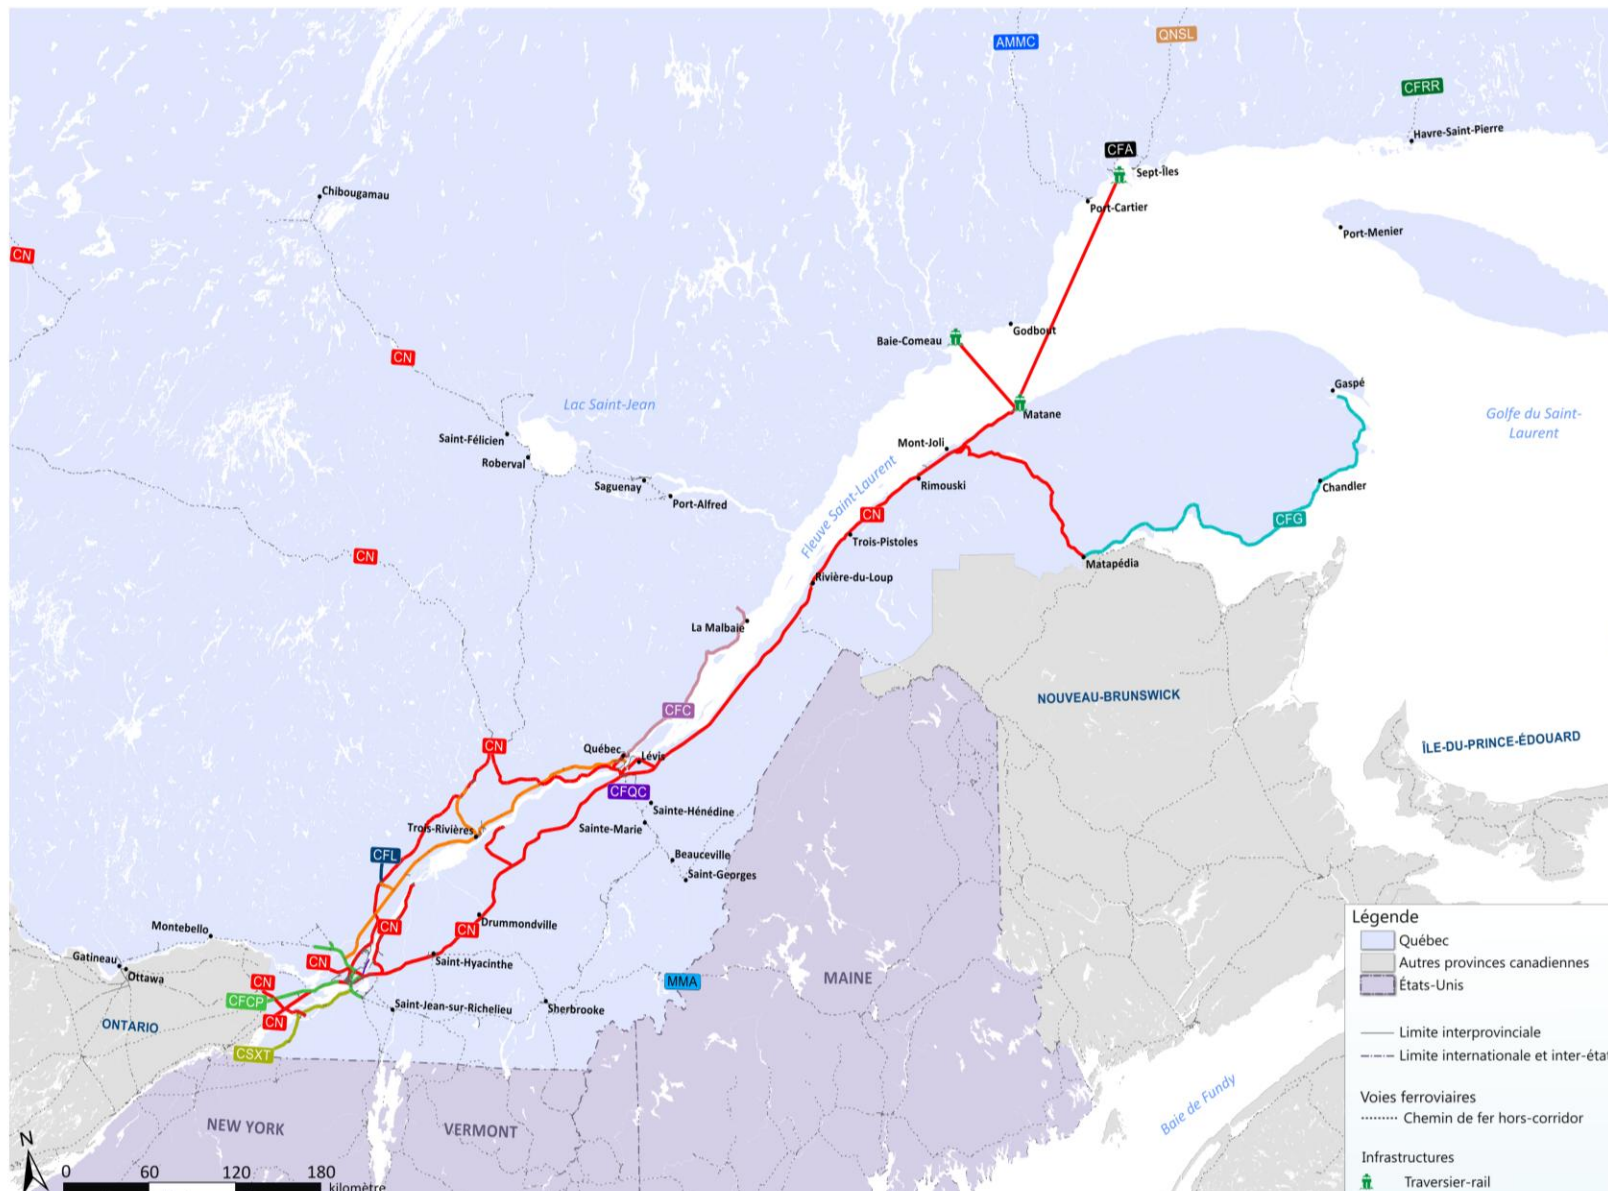 AMMC
QNSL
CFRR
Havre-Saint-Pierre
CFA
Sept-Îles
Chibougamau
Port-Cartier
Port-Menier
CN
Godbout
Baie-Comeau
CN
Gaspé
Lac Saint-Jean
Matane
Golfe du Saint-
Laurent
Saint-Félicien
Mont-Joli
Roberval
Fleuve Saint-Laurent
Saguenay
Rimouski
Chandler
Port-Alfred
CN
CFG
Trois-Pistoles
CN
Matapédia
Rivière-du-Loup
La Malbaie
NOUVEAU-BRUNSWICK
CFC
ÎLE-DU-PRINCE-ÉDOUARD
CN
Québec
Lévis
CFQC
Sainte-Hénédine
Trois-Rivières
Sainte-Marie
CFL
Beauceville
Saint-Georges
Drummondville
CN
CN
Montebello
Saint-Hyacinthe
Gatineau
Ottawa
CN
CN
MMA
MAINE
CFCP
Saint-Jean-sur-Richelieu
Sherbrooke
CN
ONTARIO
CSXT
Baie de Fundy
NEW YORK
VERMONT
N
0
60
120
180
kilomètre
Légende
Québec
Autres provinces canadiennes
États-Unis
Limite interprovinciale
Limite internationale et inter-état
Voies ferroviaires
Chemin de fer hors-corridor
Infrastructures
Traversier-rail